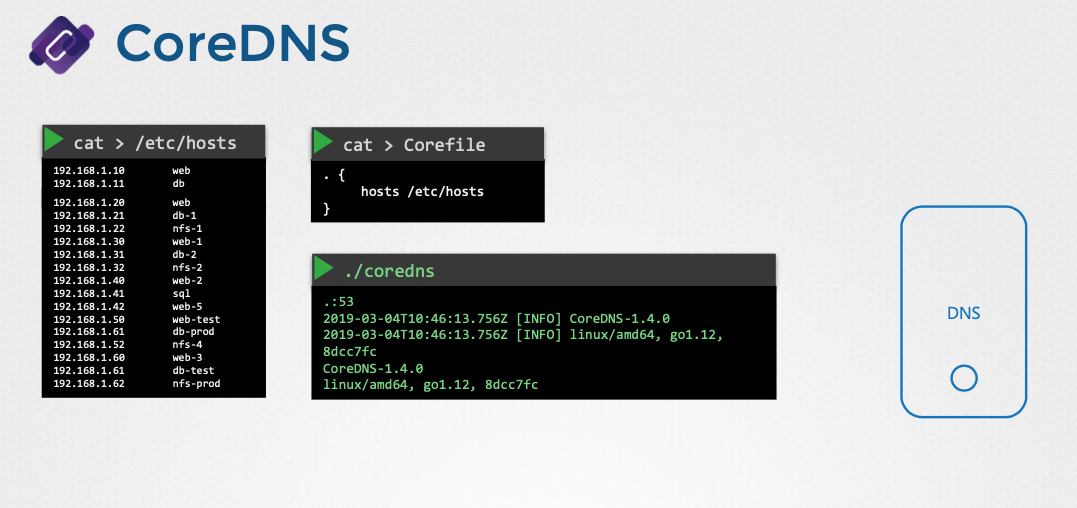 CoreDNS
cat > /etc/hosts
192.168.1.10 web
192.168.1.11 db
192.168.1.20 web
192.168.1.21 db-1
192.168.1.22 nfs-1
192.168.1.30 web-1
192.168.1.31 db-2
192.168.1.32 nfs-2
192.168.1.40 web-2
192.168.1.41 sql
192.168.1.42 web-5
192.168.1.50 web-test
192.168.1.61 db-prod
192.168.1.52 nfs-4
192.168.1.60 web-3
192.168.1.61 db-test
192.168.1.62 nfs-prod
cat > Corefile
. {
hosts /etc/hosts
}
./coredns
.:53
2019-03-04T10:46:13.756Z [INFO] CoreDNS-1.4.0
2019-03-04T10:46:13.756Z [INFO] linux/amd64, go1.12,
8dcc7fc
CoreDNS-1.4.0
linux/amd64, go1.12, 8dcc7fc
DNS